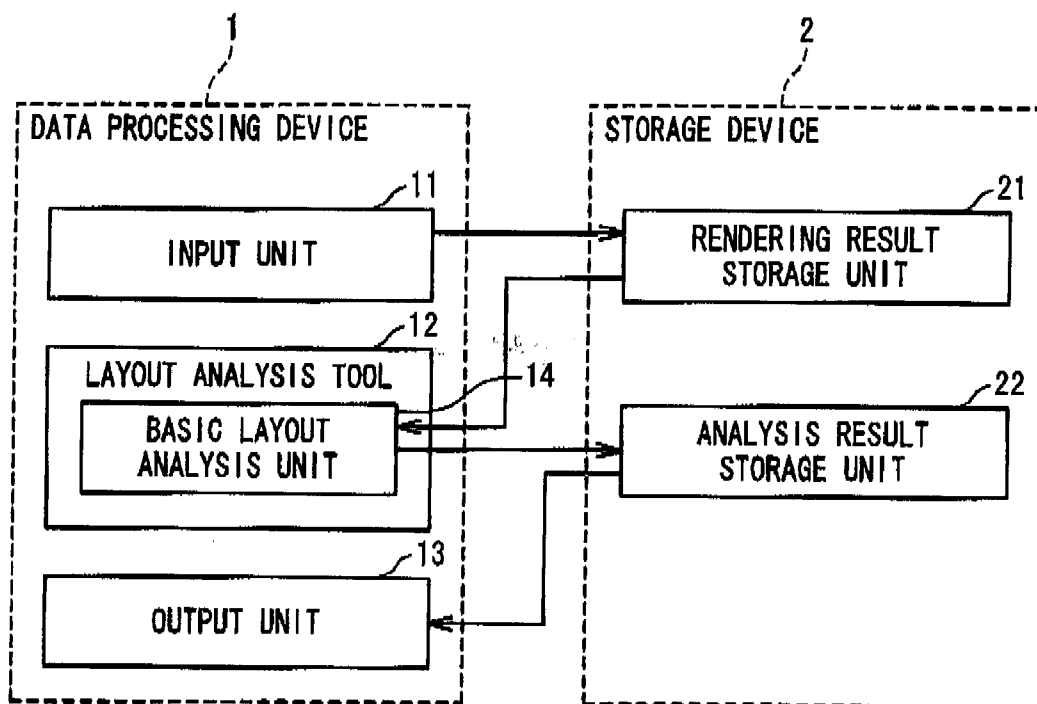 1
2
DATA PROCESSING DEVICE
STORAGE DEVICE
11
INPUT UNIT
21
RENDERING RESULT
STORAGE UNIT
12
LAYOUT ANALYSIS TOOL
14
BASIC LAYOUT
ANALYSIS UNIT
22
ANALYSIS RESULT
STORAGE UNIT
13
OUTPUT UNIT